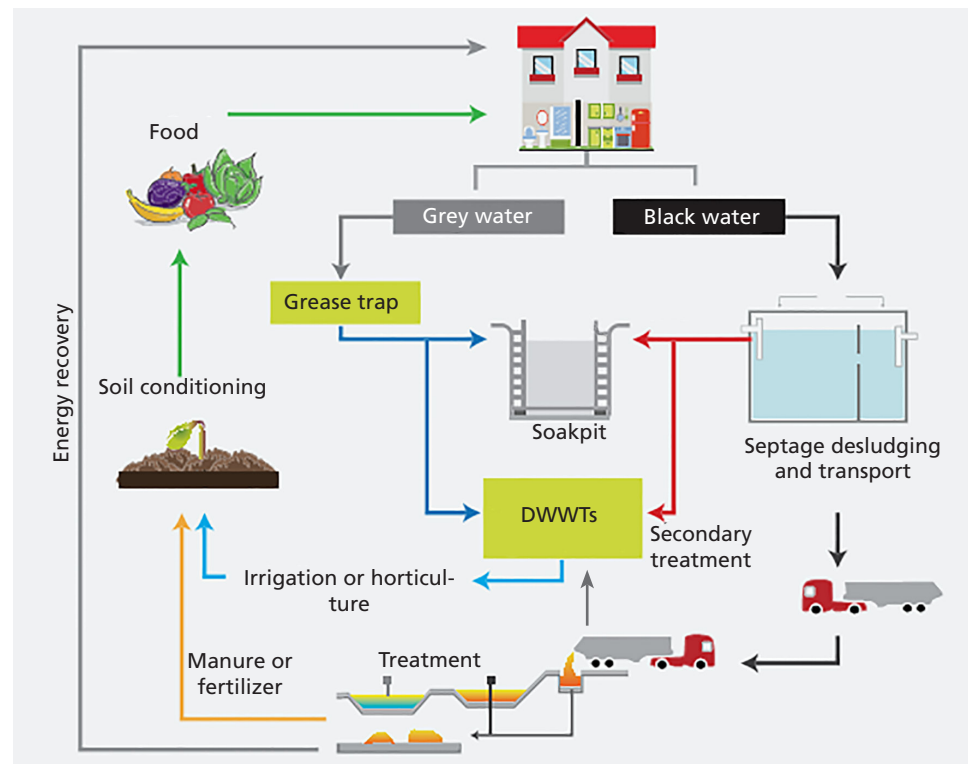 Food
Grey water
Black water
Grease trap
Energy recovery
Soil conditioning
Soakpit
Septage desludging
and transport
DWWTs
Secondary
treatment
Irrigation or horticul-
ture
Manure or
fertilizer
Treatment